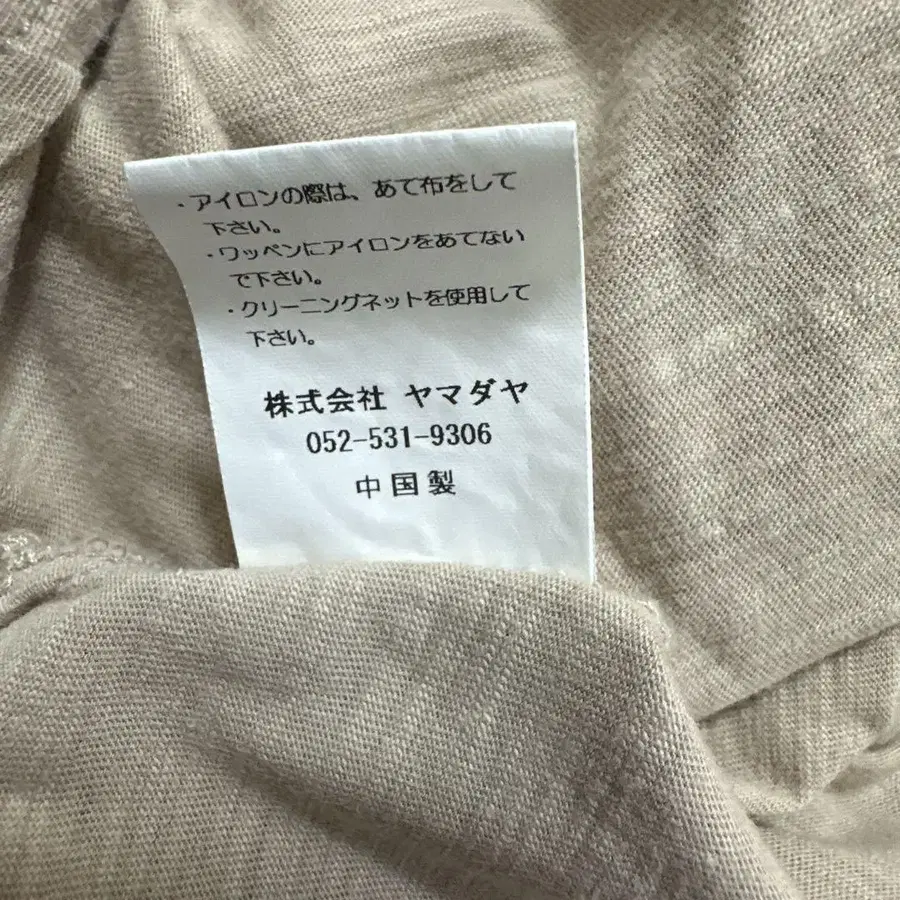 ・アイロンの際は、あて布をして
下さい。
・ワッペンにアイロンをあてない
で下さい。
・クリーニングネットを使用して
下さい。
株式会社 ヤマダヤ
052-531-9306
中国製